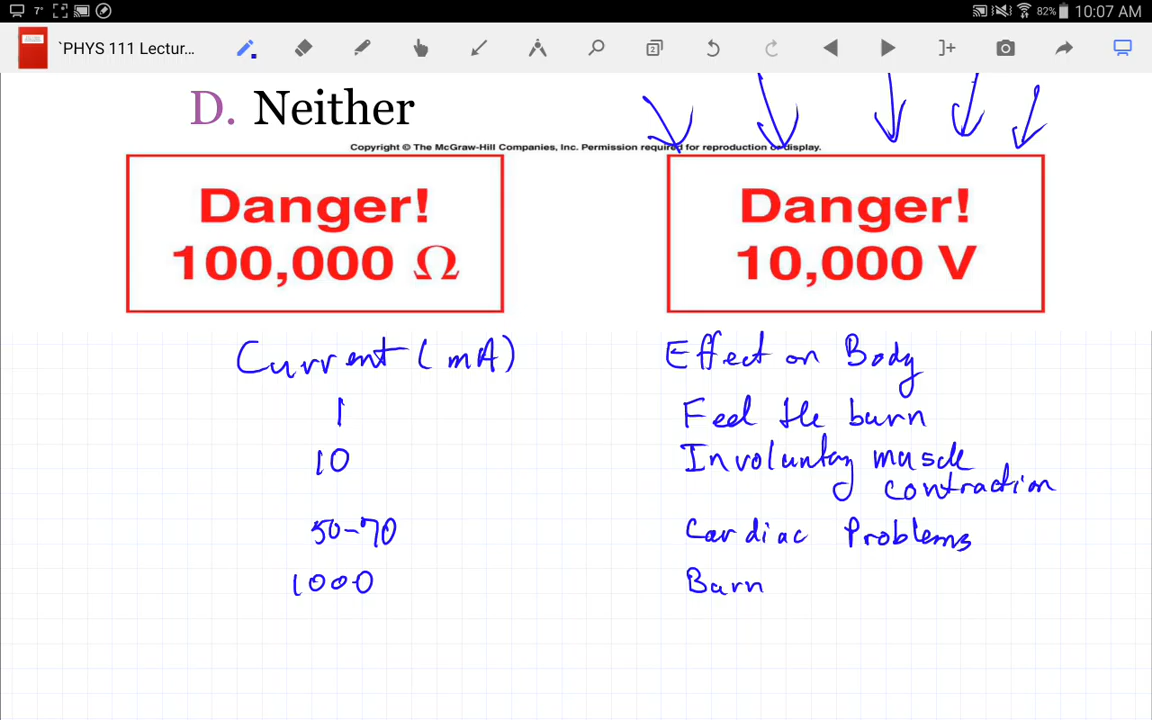 7° 82% 10:07 AM
`PHYS 111 Lectur... 2
D. Neither
Copyright © The McGraw-Hill Companies, Inc. Permission required for reproduction or display.
Danger! Danger!
100,000 Ω 10,000 V
Current (mA) Effect on Body
1 Feel the burn
10 Involuntay muscle
contraction
50-70 Cardiac Problems
1000 Burn